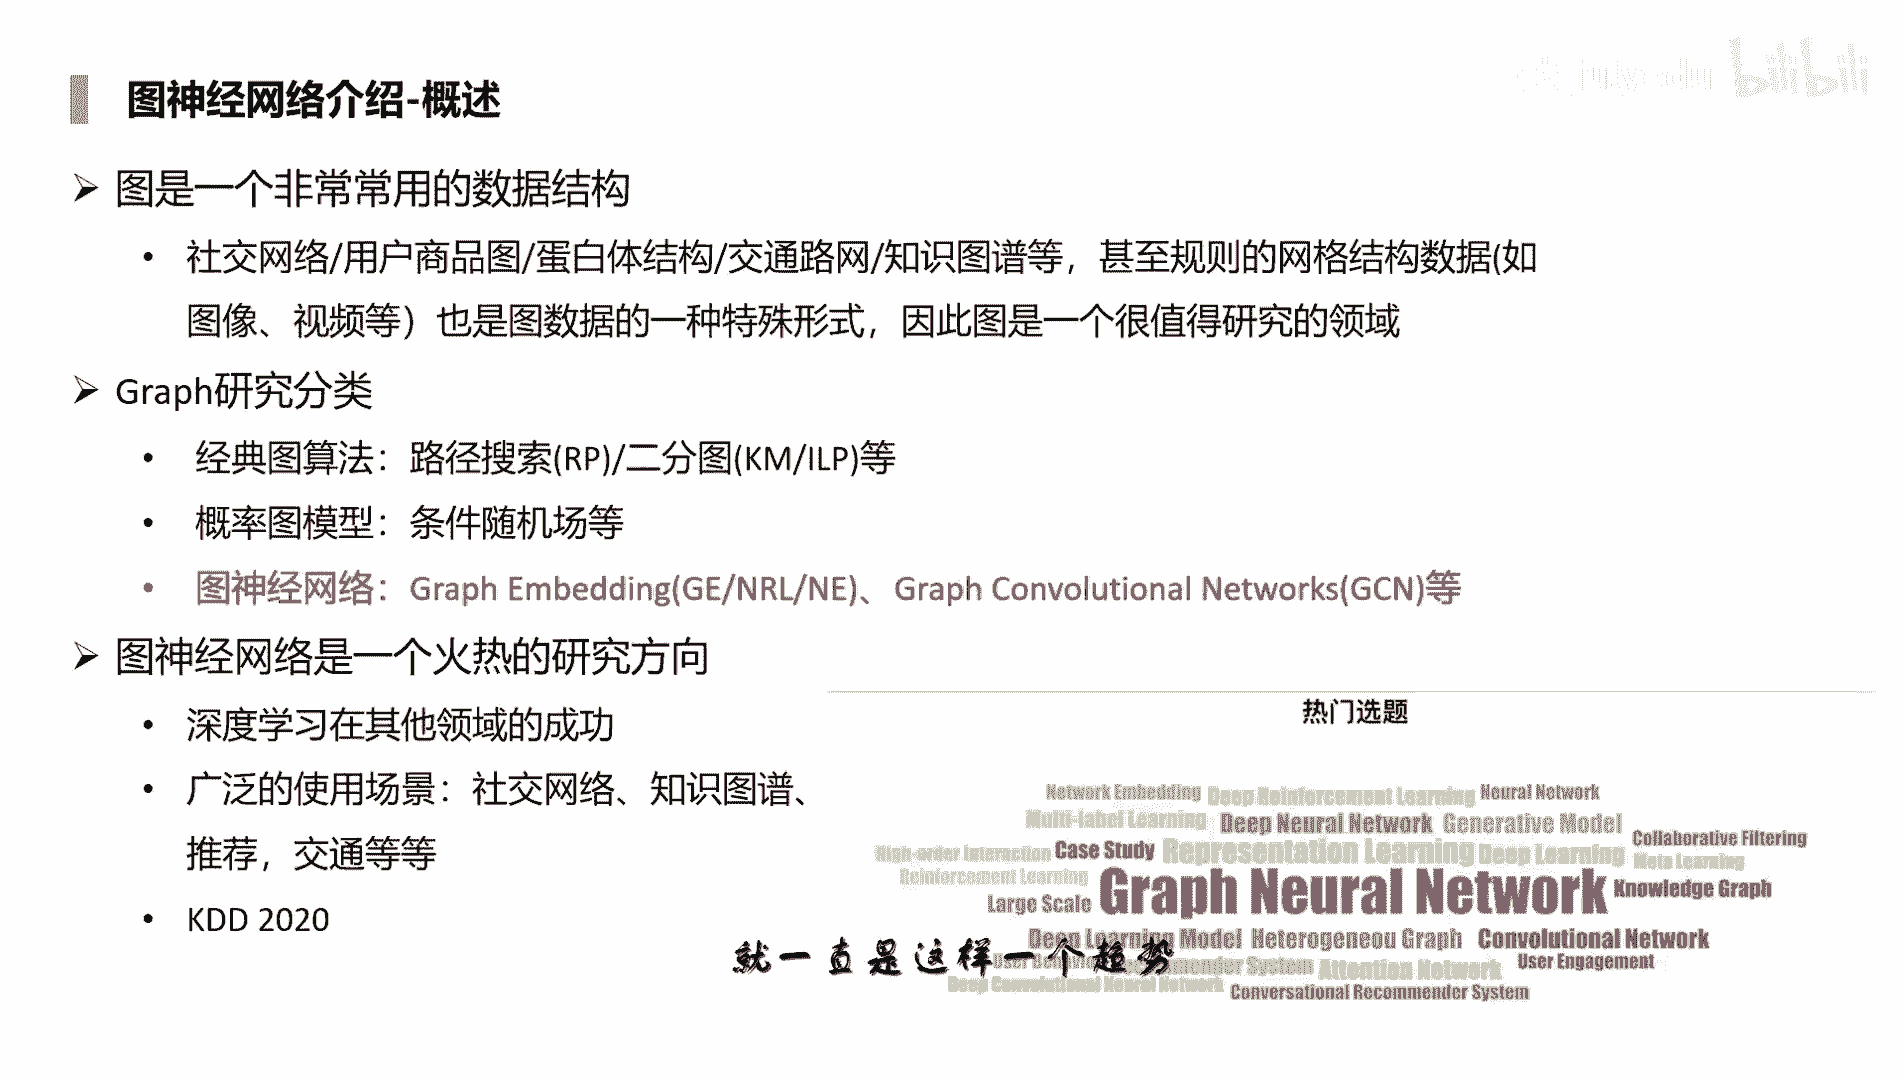 bilibili
图神经网络介绍-概述
➢ 图是一个非常常用的数据结构
• 社交网络/用户商品图/蛋白体结构/交通路网/知识图谱等，甚至规则的网格结构数据(如
图像、视频等）也是图数据的一种特殊形式，因此图是一个很值得研究的领域
➢ Graph研究分类
• 经典图算法：路径搜索(RP)/二分图(KM/ILP)等
• 概率图模型：条件随机场等
• 图神经网络：Graph Embedding(GE/NRL/NE)、Graph Convolutional Networks(GCN)等
➢ 图神经网络是一个火热的研究方向
• 深度学习在其他领域的成功
• 广泛的使用场景：社交网络、知识图谱、
推荐，交通等等
• KDD 2020
热门选题
Network Embedding Deep Reinforcement Learning Neural Network
Multi-label Learning Deep Neural Network Generative Model
Collaborative Filtering
High-order Interaction Case Study Representation Learning Deep Learning Meta Learning
Reinforcement Learning
Large Scale Graph Neural Network Knowledge Graph
Deep Learning Model Heterogeneou Graph Convolutional Network
System Attention Network User Engagement
Deep Convolutional Neural Network Conversational Recommender System
就一直是这样一个趋势